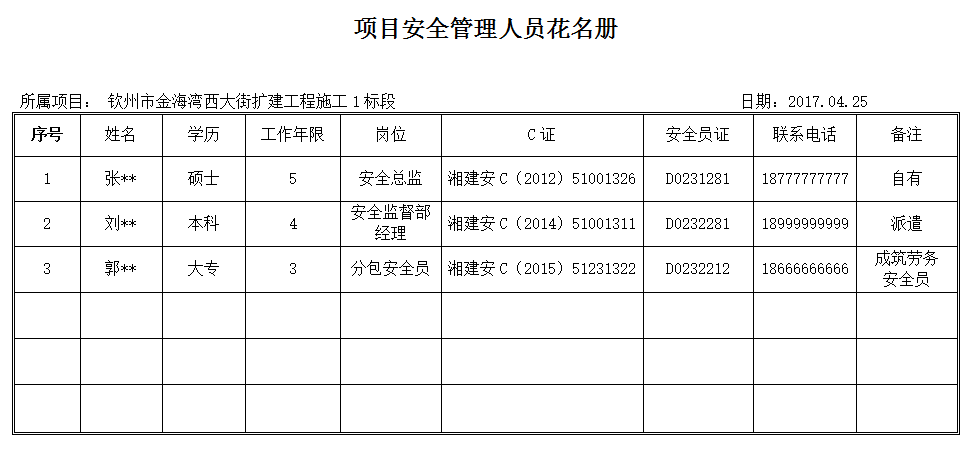 项目安全管理人员花名册
所属项目： 钦州市金海湾西大街扩建工程施工1标段 日期：2017.04.25
序号 姓名 学历 工作年限 岗位 C证 安全员证 联系电话 备注
1 张** 硕士 5 安全总监 湘建安C（2012）51001326 D0231281 18777777777 自有
2 刘** 本科 4 安全监督部经理 湘建安C（2014）51001311 D0232281 18999999999 派遣
3 郭** 大专 3 分包安全员 湘建安C（2015）51231322 D0232212 18666666666 成筑劳务安全员